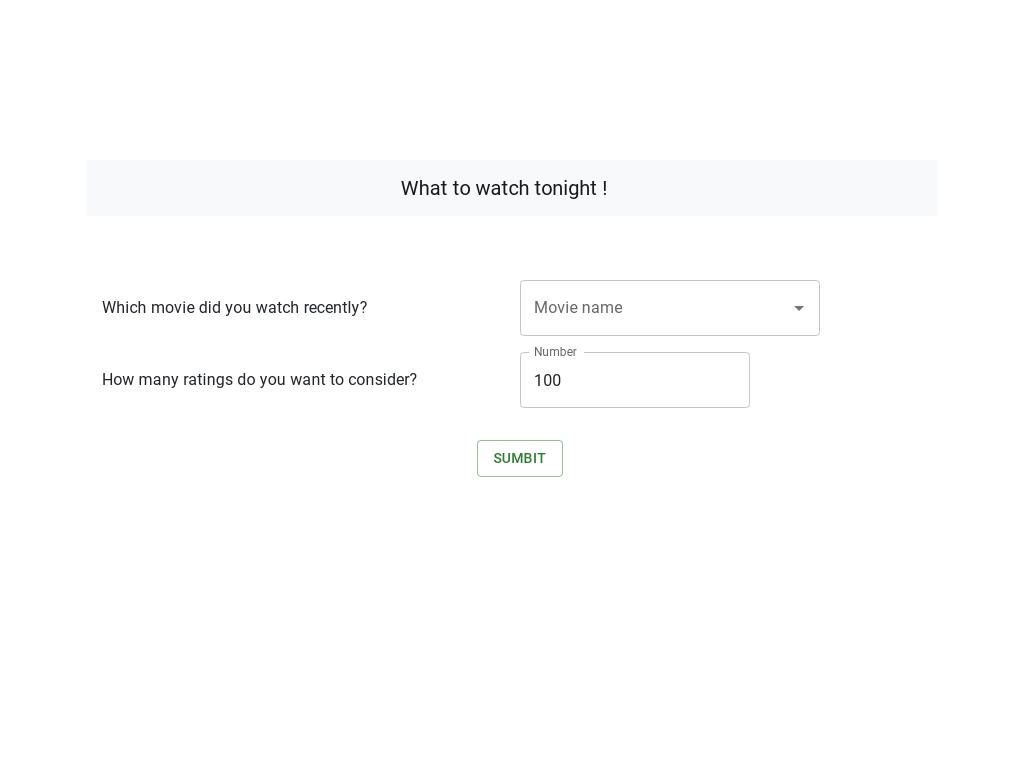 What to watch tonight !
Which movie did you watch recently?
Movie name
Number
How many ratings do you want to consider?
100
SUMBIT